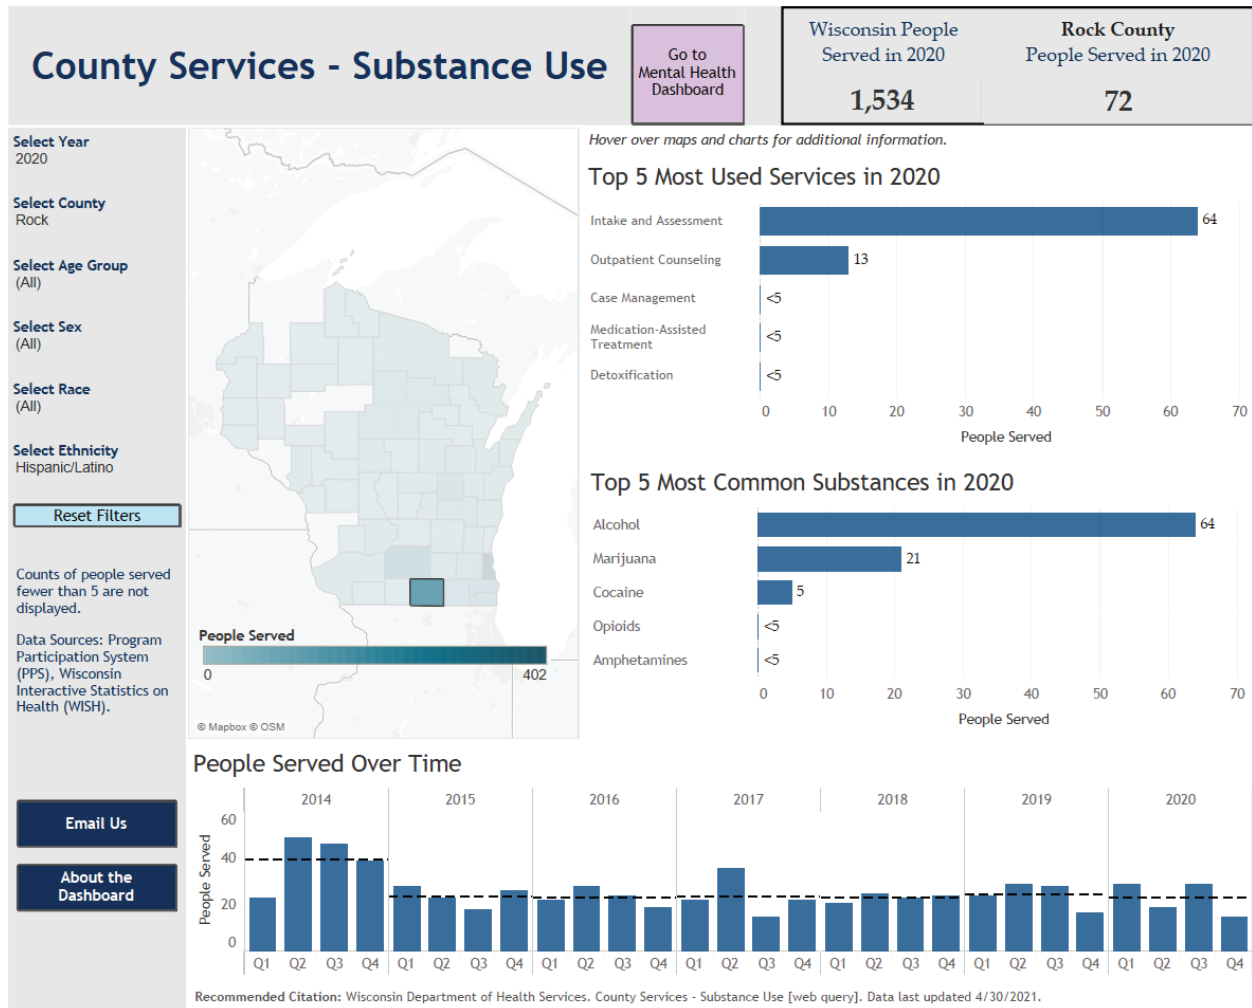 County Services - Substance Use
Go to
Mental Health
Dashboard
Wisconsin People
Served in 2020
1,534
Rock County
People Served in 2020
72
Select Year
2020
Select County
Rock
Select Age Group
(All)
Select Sex
(All)
Select Race
(All)
Select Ethnicity
Hispanic/Latino
Reset Filters
Counts of people served
fewer than 5 are not
displayed.
Data Sources: Program
Participation System
(PPS), Wisconsin
Interactive Statistics on
Health (WISH).
Email Us
About the
Dashboard
People Served
0
402
© Mapbox © OSM
Hover over maps and charts for additional information.
Top 5 Most Used Services in 2020
Intake and Assessment
64
Outpatient Counseling
13
Case Management
<5
Medication-Assisted
Treatment
<5
Detoxification
<5
0 10 20 30 40 50 60 70
People Served
Top 5 Most Common Substances in 2020
Alcohol
64
Marijuana
21
Cocaine
5
Opioids
<5
Amphetamines
<5
0 10 20 30 40 50 60 70
People Served
People Served Over Time
2014 2015 2016 2017 2018 2019 2020
People Served
60
40
20
0
Q1 Q2 Q3 Q4 Q1 Q2 Q3 Q4 Q1 Q2 Q3 Q4 Q1 Q2 Q3 Q4 Q1 Q2 Q3 Q4 Q1 Q2 Q3 Q4 Q1 Q2 Q3 Q4
Recommended Citation: Wisconsin Department of Health Services. County Services - Substance Use [web query]. Data last updated 4/30/2021.